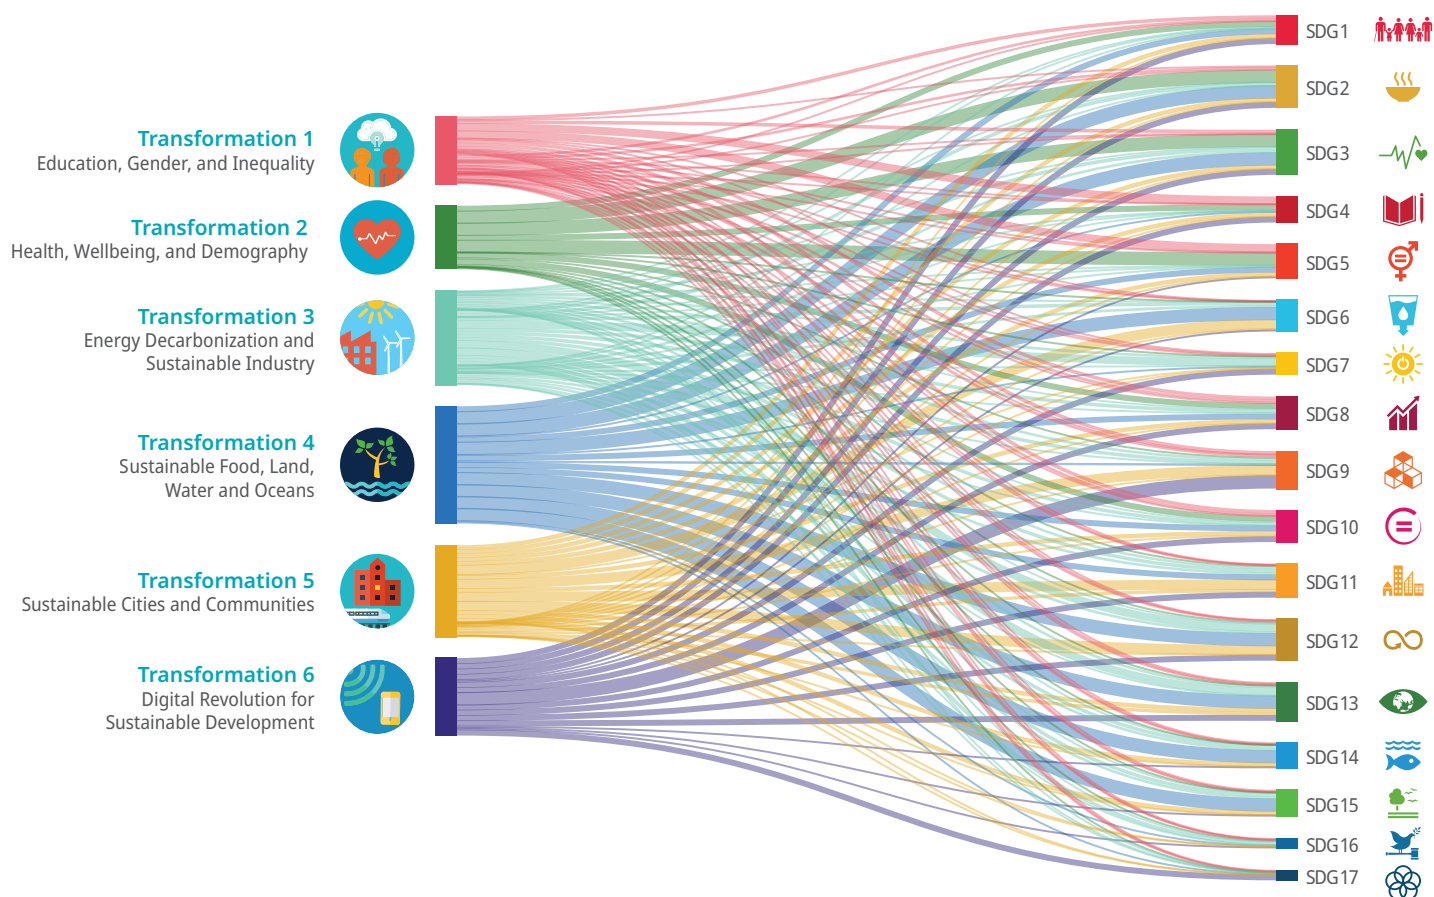 Transformation 1
Education, Gender, and Inequality
Transformation 2
Health, Wellbeing, and Demography
Transformation 3
Energy Decarbonization and
Sustainable Industry
Transformation 4
Sustainable Food, Land,
Water and Oceans
Transformation 5
Sustainable Cities and Communities
Transformation 6
Digital Revolution for
Sustainable Development
SDG1
SDG2
SDG3
SDG4
SDG5
SDG6
SDG7
SDG8
SDG9
SDG10
SDG11
SDG12
SDG13
SDG14
SDG15
SDG16
SDG17